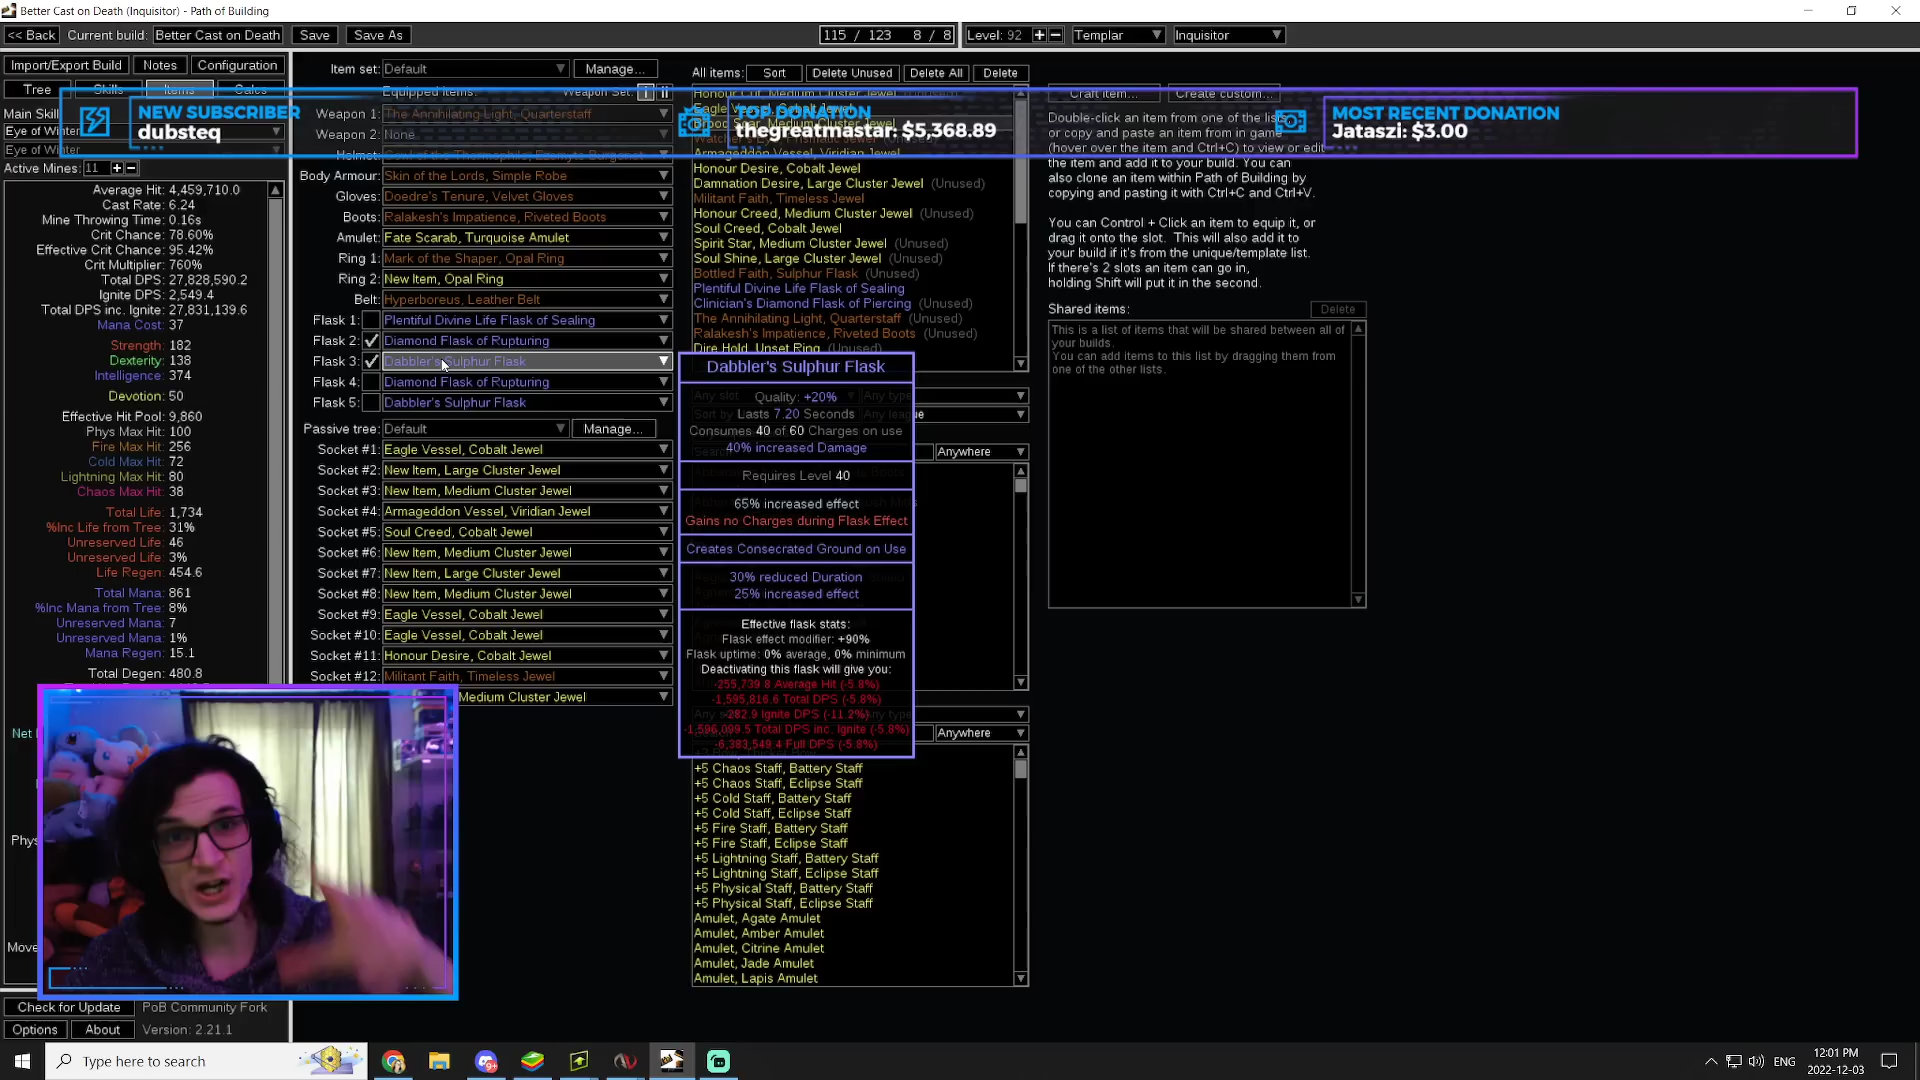 Better Cast on Death (Inquisitor) - Path of Building
<< Back
Current build:
Better Cast on Death
Save
Save As
115 / 123 8 / 8
Level: 92
Templar
Inquisitor
Import/Export Build
Notes
Configuration
Tree
Skills
Items
Calcs
Main Skill
Eye of Winter
Eye of Winter
Active Mines: 11
Average Hit: 4,459,710.0
Cast Rate: 6.24
Mine Throwing Time: 0.16s
Crit Chance: 78.60%
Effective Crit Chance: 95.42%
Crit Multiplier: 760%
Total DPS: 27,828,590.2
Ignite DPS: 2,549.4
Total DPS inc. Ignite: 27,831,139.6
Mana Cost: 37
Strength: 182
Dexterity: 138
Intelligence: 374
Devotion: 50
Effective Hit Pool: 9,860
Phys Max Hit: 100
Fire Max Hit: 256
Cold Max Hit: 72
Lightning Max Hit: 80
Chaos Max Hit: 38
Total Life: 1,734
%Inc Life from Tree: 31%
Unreserved Life: 46
Unreserved Life: 3%
Life Regen: 454.6
Total Mana: 861
%Inc Mana from Tree: 8%
Unreserved Mana: 7
Unreserved Mana: 1%
Mana Regen: 15.1
Total Degen: 480.8
Net
Phys
Move
Check for Update
PoB Community Fork
Options
About
Version: 2.21.1
NEW SUBSCRIBER
dubsteq
TOP DONATION
thegreatmastar: $5,368.89
MOST RECENT DONATION
Jataszi: $3.00
Item set:
Default
Manage...
Equipped items:
Weapon Set:
I
II
Weapon 1: The Annihilating Light, Quarterstaff
Weapon 2: None
Helmet:
Body Armour: Skin of the Lords, Simple Robe
Gloves: Doedre's Tenure, Velvet Gloves
Boots: Ralakesh's Impatience, Riveted Boots
Amulet: Fate Scarab, Turquoise Amulet
Ring 1: Mark of the Shaper, Opal Ring
Ring 2: New Item, Opal Ring
Belt: Hyperboreus, Leather Belt
Flask 1: Plentiful Divine Life Flask of Sealing
Flask 2: Diamond Flask of Rupturing
Flask 3: Dabbler's Sulphur Flask
Flask 4: Diamond Flask of Rupturing
Flask 5: Dabbler's Sulphur Flask
Passive tree: Default
Manage...
Socket #1: Eagle Vessel, Cobalt Jewel
Socket #2: New Item, Large Cluster Jewel
Socket #3: New Item, Medium Cluster Jewel
Socket #4: Armageddon Vessel, Viridian Jewel
Socket #5: Soul Creed, Cobalt Jewel
Socket #6: New Item, Medium Cluster Jewel
Socket #7: New Item, Large Cluster Jewel
Socket #8: New Item, Medium Cluster Jewel
Socket #9: Eagle Vessel, Cobalt Jewel
Socket #10: Eagle Vessel, Cobalt Jewel
Socket #11: Honour Desire, Cobalt Jewel
Socket #12: Militant Faith, Timeless Jewel
Medium Cluster Jewel
All items:
Sort
Delete Unused
Delete All
Delete
Eagle Vessel, Cobalt Jewel
Armageddon Vessel, Viridian Jewel
Honour Desire, Cobalt Jewel
Damnation Desire, Large Cluster Jewel (Unused)
Militant Faith, Timeless Jewel
Honour Creed, Medium Cluster Jewel (Unused)
Soul Creed, Cobalt Jewel
Spirit Star, Medium Cluster Jewel (Unused)
Soul Shine, Large Cluster Jewel (Unused)
Bottled Faith, Sulphur Flask (Unused)
Plentiful Divine Life Flask of Sealing
Clinician's Diamond Flask of Piercing (Unused)
The Annihilating Light, Quarterstaff (Unused)
Ralakesh's Impatience, Riveted Boots (Unused)
Dire Hold, Unset Ring (Unused)
Dabbler's Sulphur Flask
Quality: +20%
Lasts 7.20 Seconds
Consumes 40 of 60 Charges on use
40% increased Damage
Requires Level 40
65% increased effect
Gains no Charges during Flask Effect
Creates Consecrated Ground on Use
30% reduced Duration
25% increased effect
Effective flask stats:
Flask effect modifier: +90%
Flask uptime: 0% average, 0% minimum
Deactivating this flask will give you:
-255,739.8 Average Hit (-5.8%)
-1,595,816.6 Total DPS (-5.8%)
-282.9 Ignite DPS (-11.2%)
-1,596,099.5 Total DPS inc. Ignite (-5.8%)
-6,383,549.4 Full DPS (-5.8%)
Anywhere
Anywhere
+5 Chaos Staff, Battery Staff
+5 Chaos Staff, Eclipse Staff
+5 Cold Staff, Battery Staff
+5 Cold Staff, Eclipse Staff
+5 Fire Staff, Battery Staff
+5 Fire Staff, Eclipse Staff
+5 Lightning Staff, Battery Staff
+5 Lightning Staff, Eclipse Staff
+5 Physical Staff, Battery Staff
+5 Physical Staff, Eclipse Staff
Amulet, Agate Amulet
Amulet, Amber Amulet
Amulet, Citrine Amulet
Amulet, Jade Amulet
Amulet, Lapis Amulet
Craft item...
Create custom...
Double-click an item from one of the lists,
or copy and paste an item from in game
(hover over the item and Ctrl+C) to view or edit
the item and add it to your build. You can
also clone an item within Path of Building by
copying and pasting it with Ctrl+C and Ctrl+V.
You can Control + Click an item to equip it, or
drag it onto the slot. This will also add it to
your build if it's from the unique/template list.
If there's 2 slots an item can go in,
holding Shift will put it in the second.
Shared items:
Delete
This is a list of items that will be shared between all of
your builds.
You can add items to this list by dragging them from
one of the other lists.
Type here to search
ENG
12:01 PM
2022-12-03